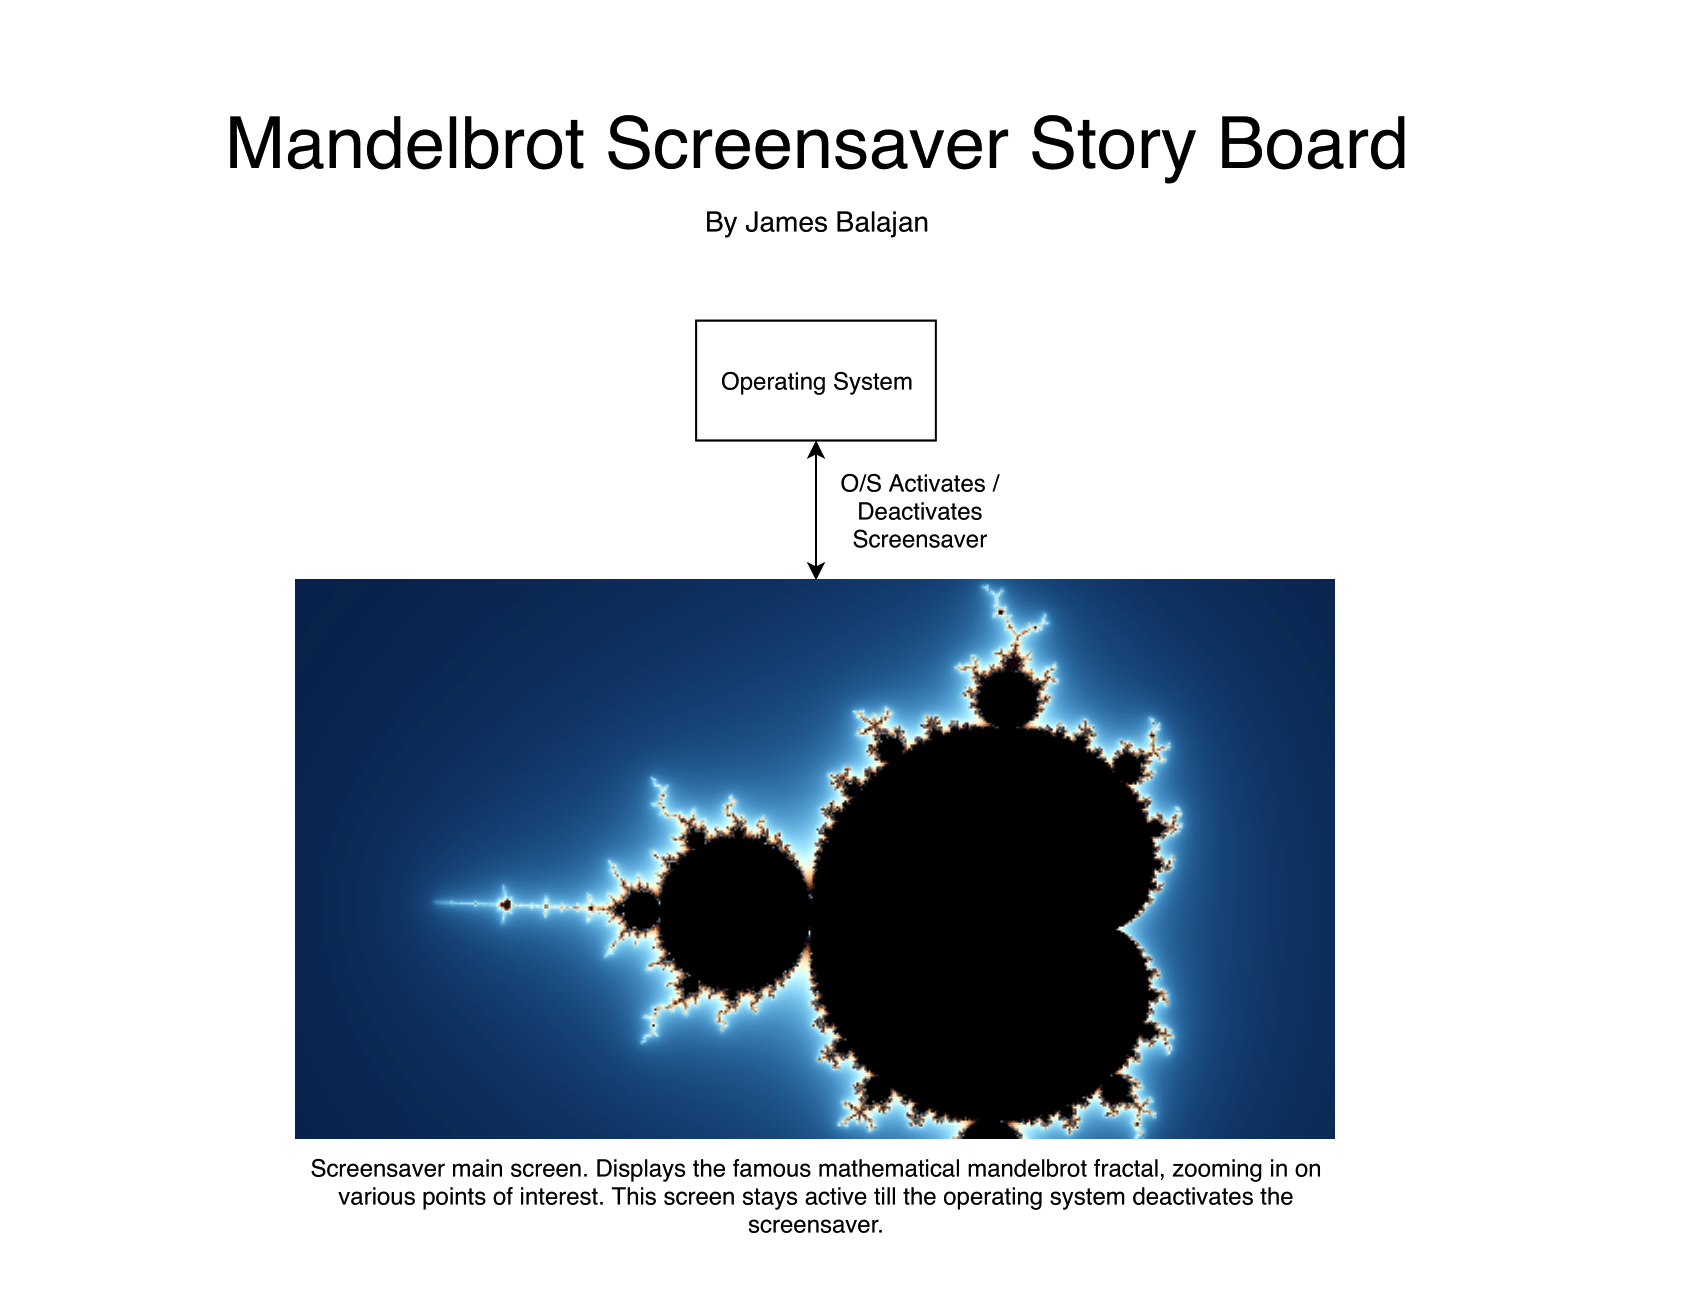 Mandelbrot Screensaver Story Board
By James Balajan
Operating System
O/S Activates /
Deactivates
Screensaver
Screensaver main screen. Displays the famous mathematical mandelbrot fractal, zooming in on
various points of interest. This screen stays active till the operating system deactivates the
screensaver.